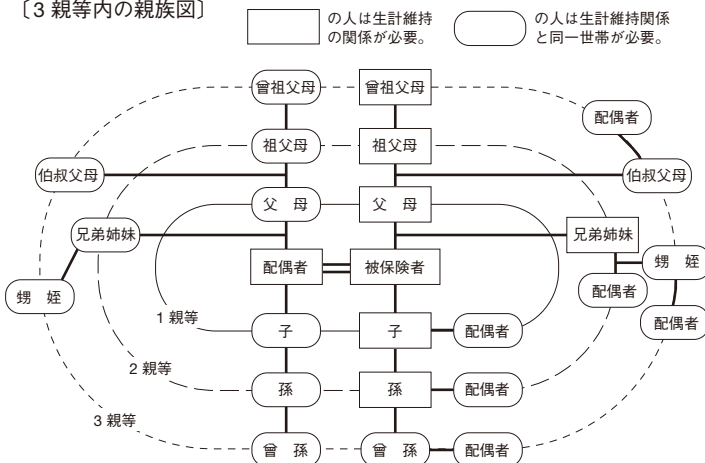 〔3 親等内の親族図〕
の人は生計維持
の関係が必要。
の人は生計維持関係
と同一世帯が必要。
曾祖父母
曾祖父母
配偶者
祖父母
祖父母
伯叔父母
伯叔父母
父 母
父 母
兄弟姉妹
兄弟姉妹
配偶者
被保険者
甥 姪
配偶者
甥 姪
配偶者
1 親等
子
子
配偶者
2 親等
孫
孫
配偶者
3 親等
曾 孫
曾 孫
配偶者